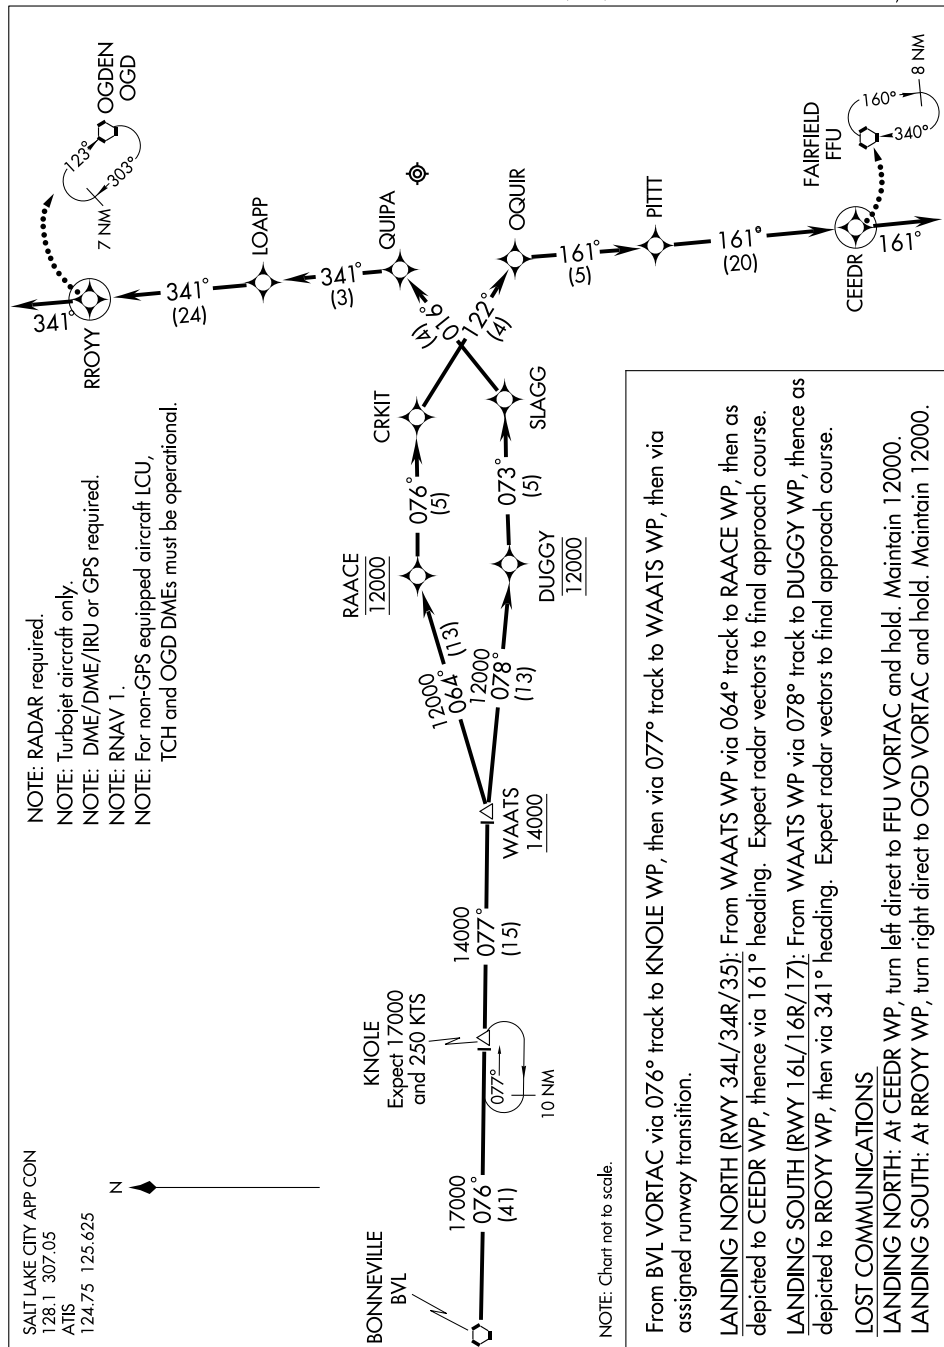 SALT LAKE CITY APP CON
128.1 307.05
ATIS
124.75 125.625
N
NOTE: RADAR required.
NOTE: Turbojet aircraft only.
NOTE: DME/DME/IRU or GPS required.
NOTE: RNAV 1.
NOTE: For non-GPS equipped aircraft LCU,
TCH and OGD DMEs must be operational.
341°
RROYY
7 NM
123°
303°
OGDEN
OGD
341°
(24)
LOAPP
341°
(3)
QUIPA
016°
(4)
122°
(4)
OQUIR
161°
(5)
PITTT
161°
(20)
CEEDR
161°
FAIRFIELD
FFU
160°
340°
8 NM
BONNEVILLE
BVL
17000
076°
(41)
KNOLE
Expect 17000
and 250 KTS
077°
10 NM
14000
077°
(15)
WAATS
14000
12000
064°
(13)
12000
078°
(13)
RAACE
12000
076°
(5)
CRKIT
DUGGY
12000
073°
(5)
SLAGG
NOTE: Chart not to scale.
From BVL VORTAC via 076° track to KNOLE WP, then via 077° track to WAATS WP, then via
assigned runway transition.
LANDING NORTH (RWY 34L/34R/35): From WAATS WP via 064° track to RAACE WP, then as
depicted to CEEDR WP, thence via 161° heading. Expect radar vectors to final approach course.
LANDING SOUTH (RWY 16L/16R/17): From WAATS WP via 078° track to DUGGY WP, thence as
depicted to RROYY WP, then via 341° heading. Expect radar vectors to final approach course.
LOST COMMUNICATIONS
LANDING NORTH: At CEEDR WP, turn left direct to FFU VORTAC and hold. Maintain 12000.
LANDING SOUTH: At RROYY WP, turn right direct to OGD VORTAC and hold. Maintain 12000.